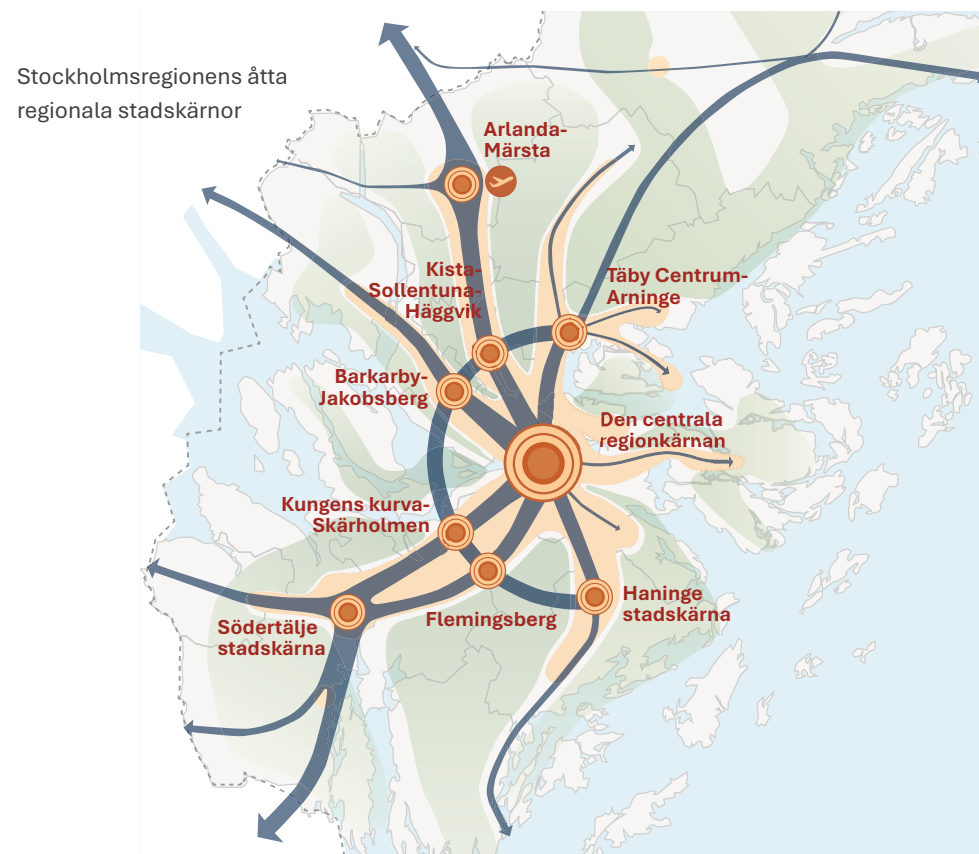 Stockholmsregionens åtta
regionala stadskärnor
Arlanda-
Märsta
Kista-
Sollentuna-
Häggvik
Täby Centrum-
Arninge
Barkarby-
Jakobsberg
Den centrala
regionkärnan
Kungens kurva-
Skärholmen
Haninge
stadskärna
Flemingsberg
Södertälje
stadskärna